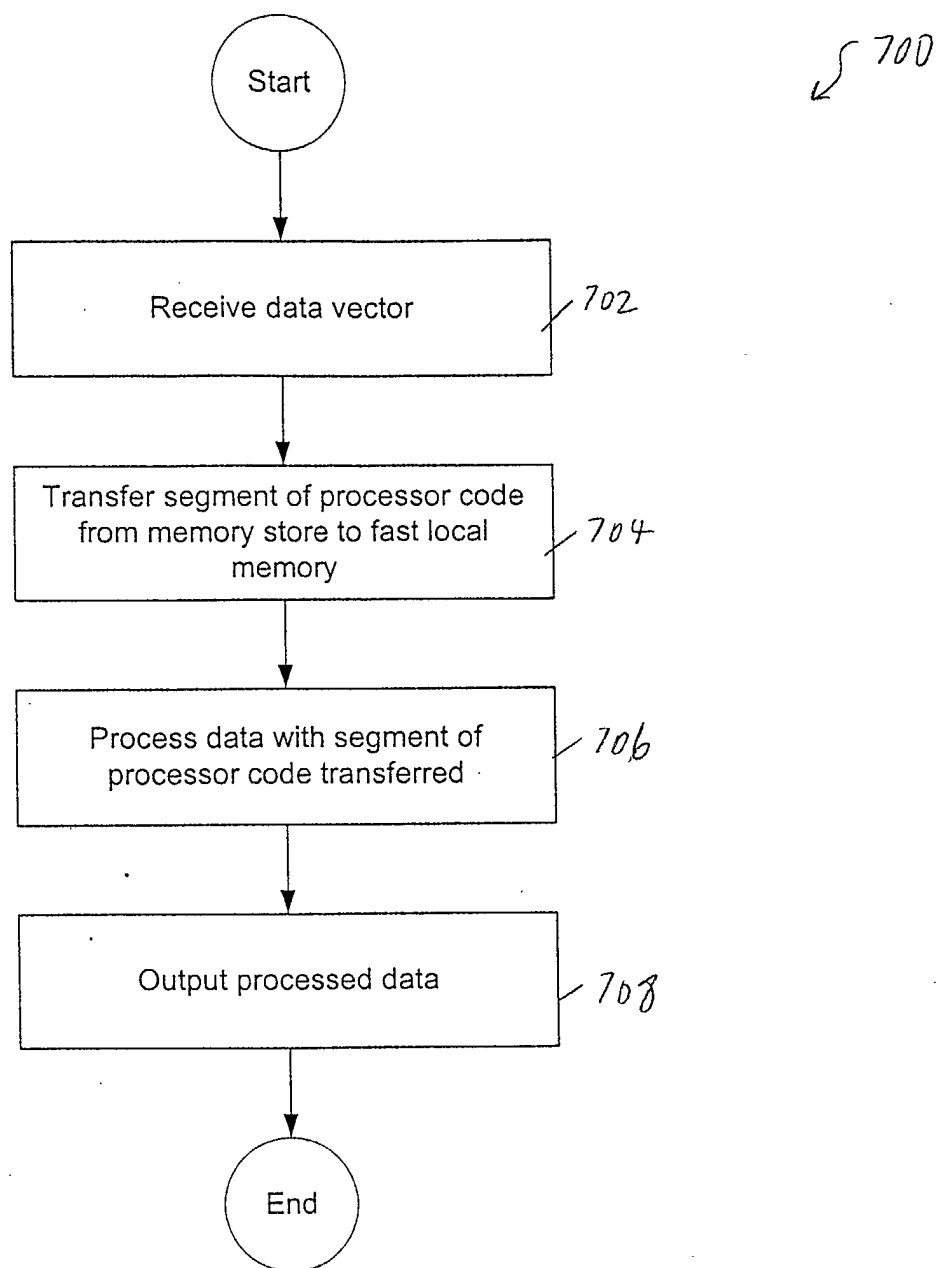 Start
700
Receive data vector
702
Transfer segment of processor code
from memory store to fast local
memory
704
Process data with segment of
processor code transferred
706
Output processed data
708
End